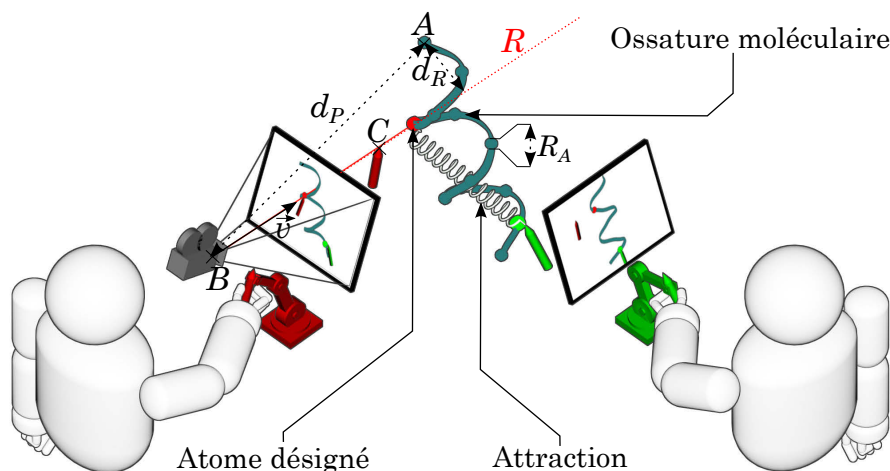 A
R
Ossature moléculaire
d_R
d_P
C
R_A
v⃗
B
Atome désigné
Attraction